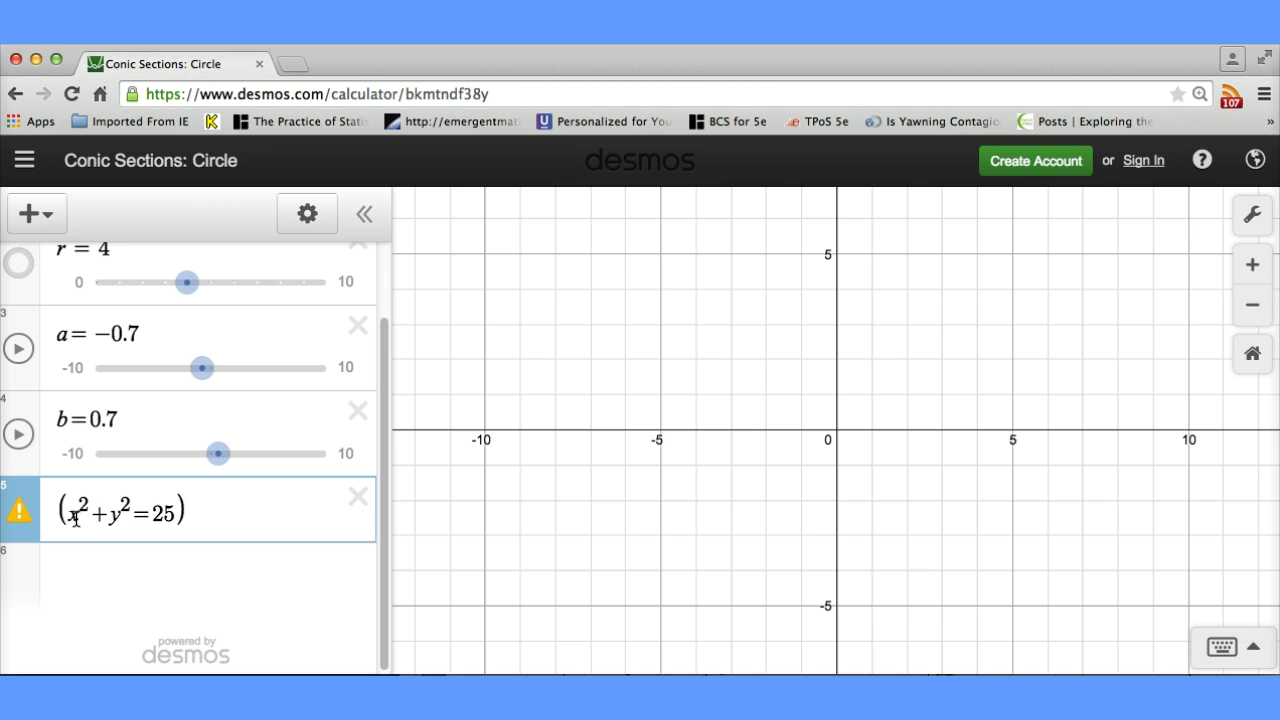 Conic Sections: Circle
https://www.desmos.com/calculator/bkmtndf38y
107
Apps Imported From IE K The Practice of Statis http://emergentmat Personalized for You BCS for 5e TPoS 5e Is Yawning Contagio Posts | Exploring the »
Conic Sections: Circle desmos Create Account or Sign In ?
r = 4
0 10
3
a = −0.7
-10 10
4
b = 0.7
-10 10
5
(x² + y² = 25)
6
powered by
desmos
5
-10 -5 0 5 10
-5